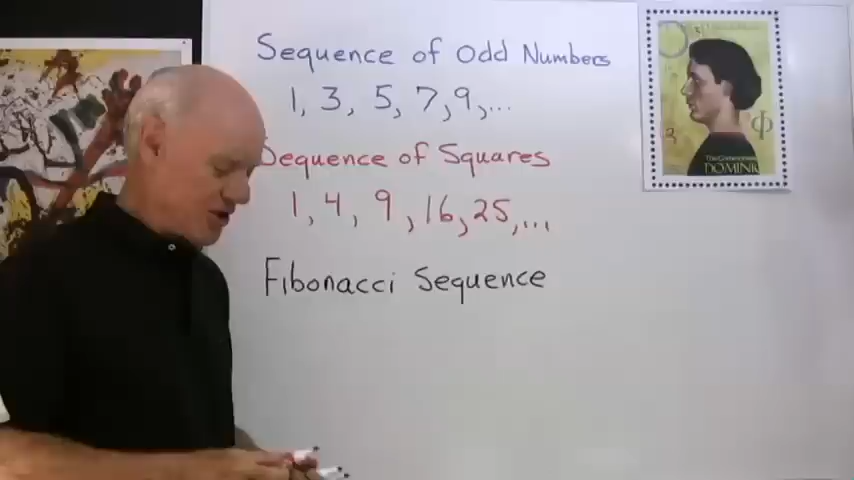 Sequence of Odd Numbers
1, 3, 5, 7, 9, ...
Sequence of Squares
1, 4, 9, 16, 25, ...
Fibonacci Sequence
Φ
DOMINI